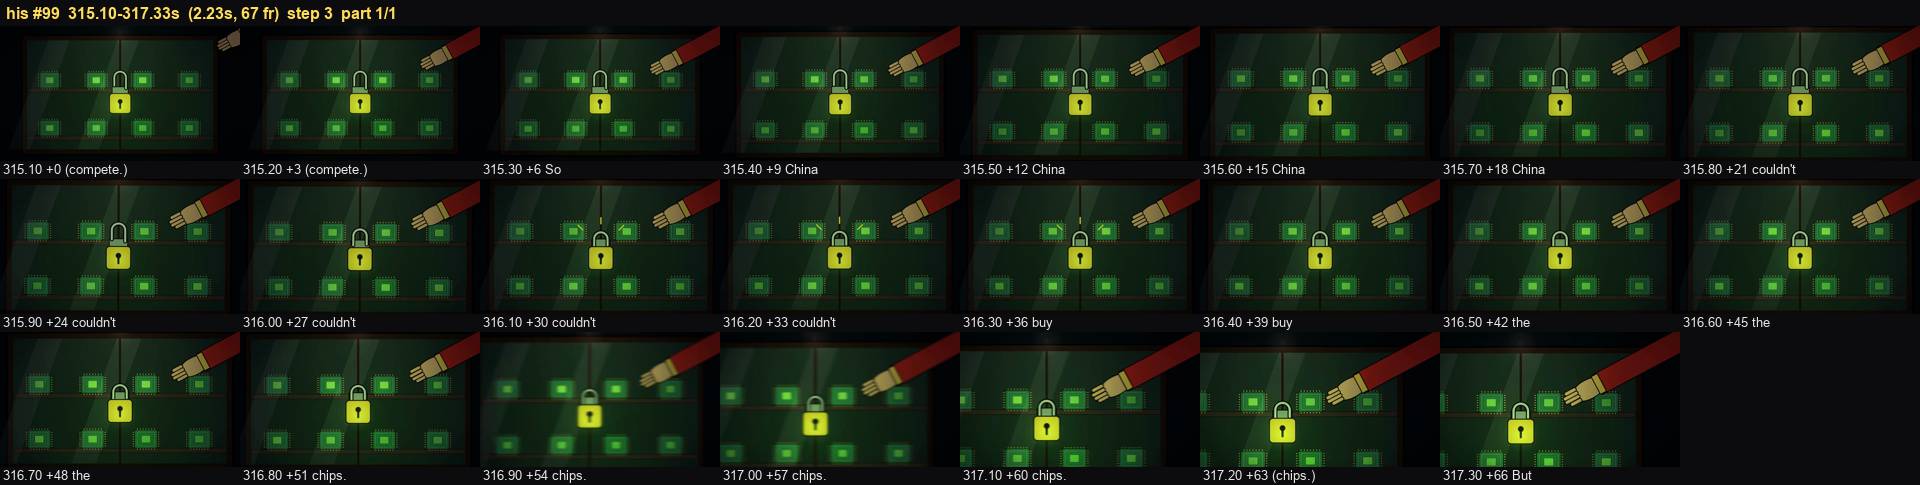 his #99 315.10-317.33s (2.23s, 67 fr) step 3 part 1/1
315.10 +0 (compete.)
315.20 +3 (compete.)
315.30 +6 So
315.40 +9 China
315.50 +12 China
315.60 +15 China
315.70 +18 China
315.80 +21 couldn't
315.90 +24 couldn't
316.00 +27 couldn't
316.10 +30 couldn't
316.20 +33 couldn't
316.30 +36 buy
316.40 +39 buy
316.50 +42 the
316.60 +45 the
316.70 +48 the
316.80 +51 chips.
316.90 +54 chips.
317.00 +57 chips.
317.10 +60 chips.
317.20 +63 (chips.)
317.30 +66 But